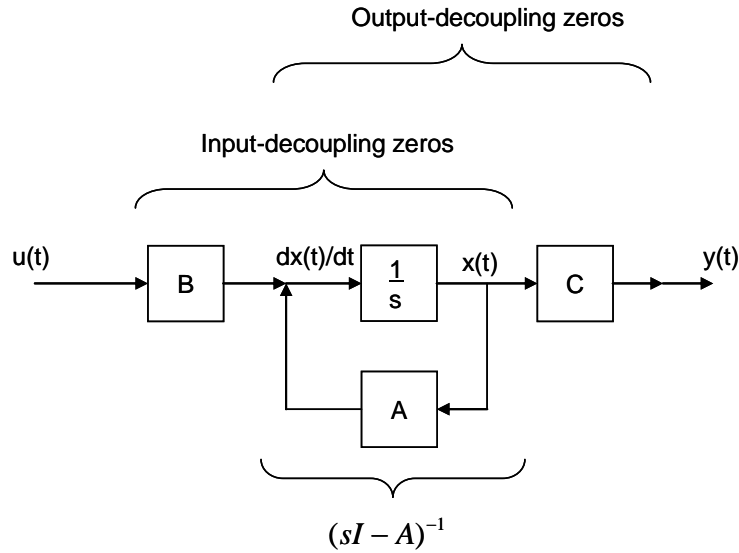 Output-decoupling zeros
Input-decoupling zeros
u(t)
B
dx(t)/dt
1
s
x(t)
C
y(t)
A
(sI − A)⁻¹